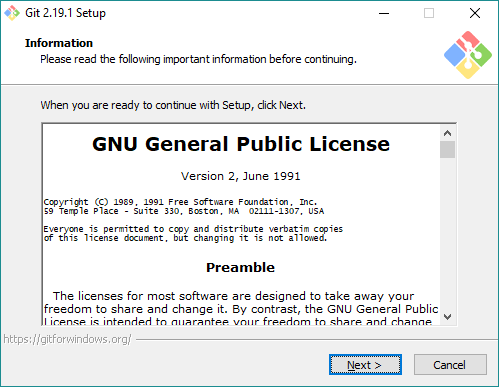 Git 2.19.1 Setup
Information
Please read the following important information before continuing.
When you are ready to continue with Setup, click Next.
GNU General Public License
Version 2, June 1991
Copyright (C) 1989, 1991 Free Software Foundation, Inc.
59 Temple Place - Suite 330, Boston, MA  02111-1307, USA
Everyone is permitted to copy and distribute verbatim copies
of this license document, but changing it is not allowed.
Preamble
The licenses for most software are designed to take away your
freedom to share and change it. By contrast, the GNU General Public
License is intended to guarantee your freedom to share and change
https://gitforwindows.org/
Next >
Cancel